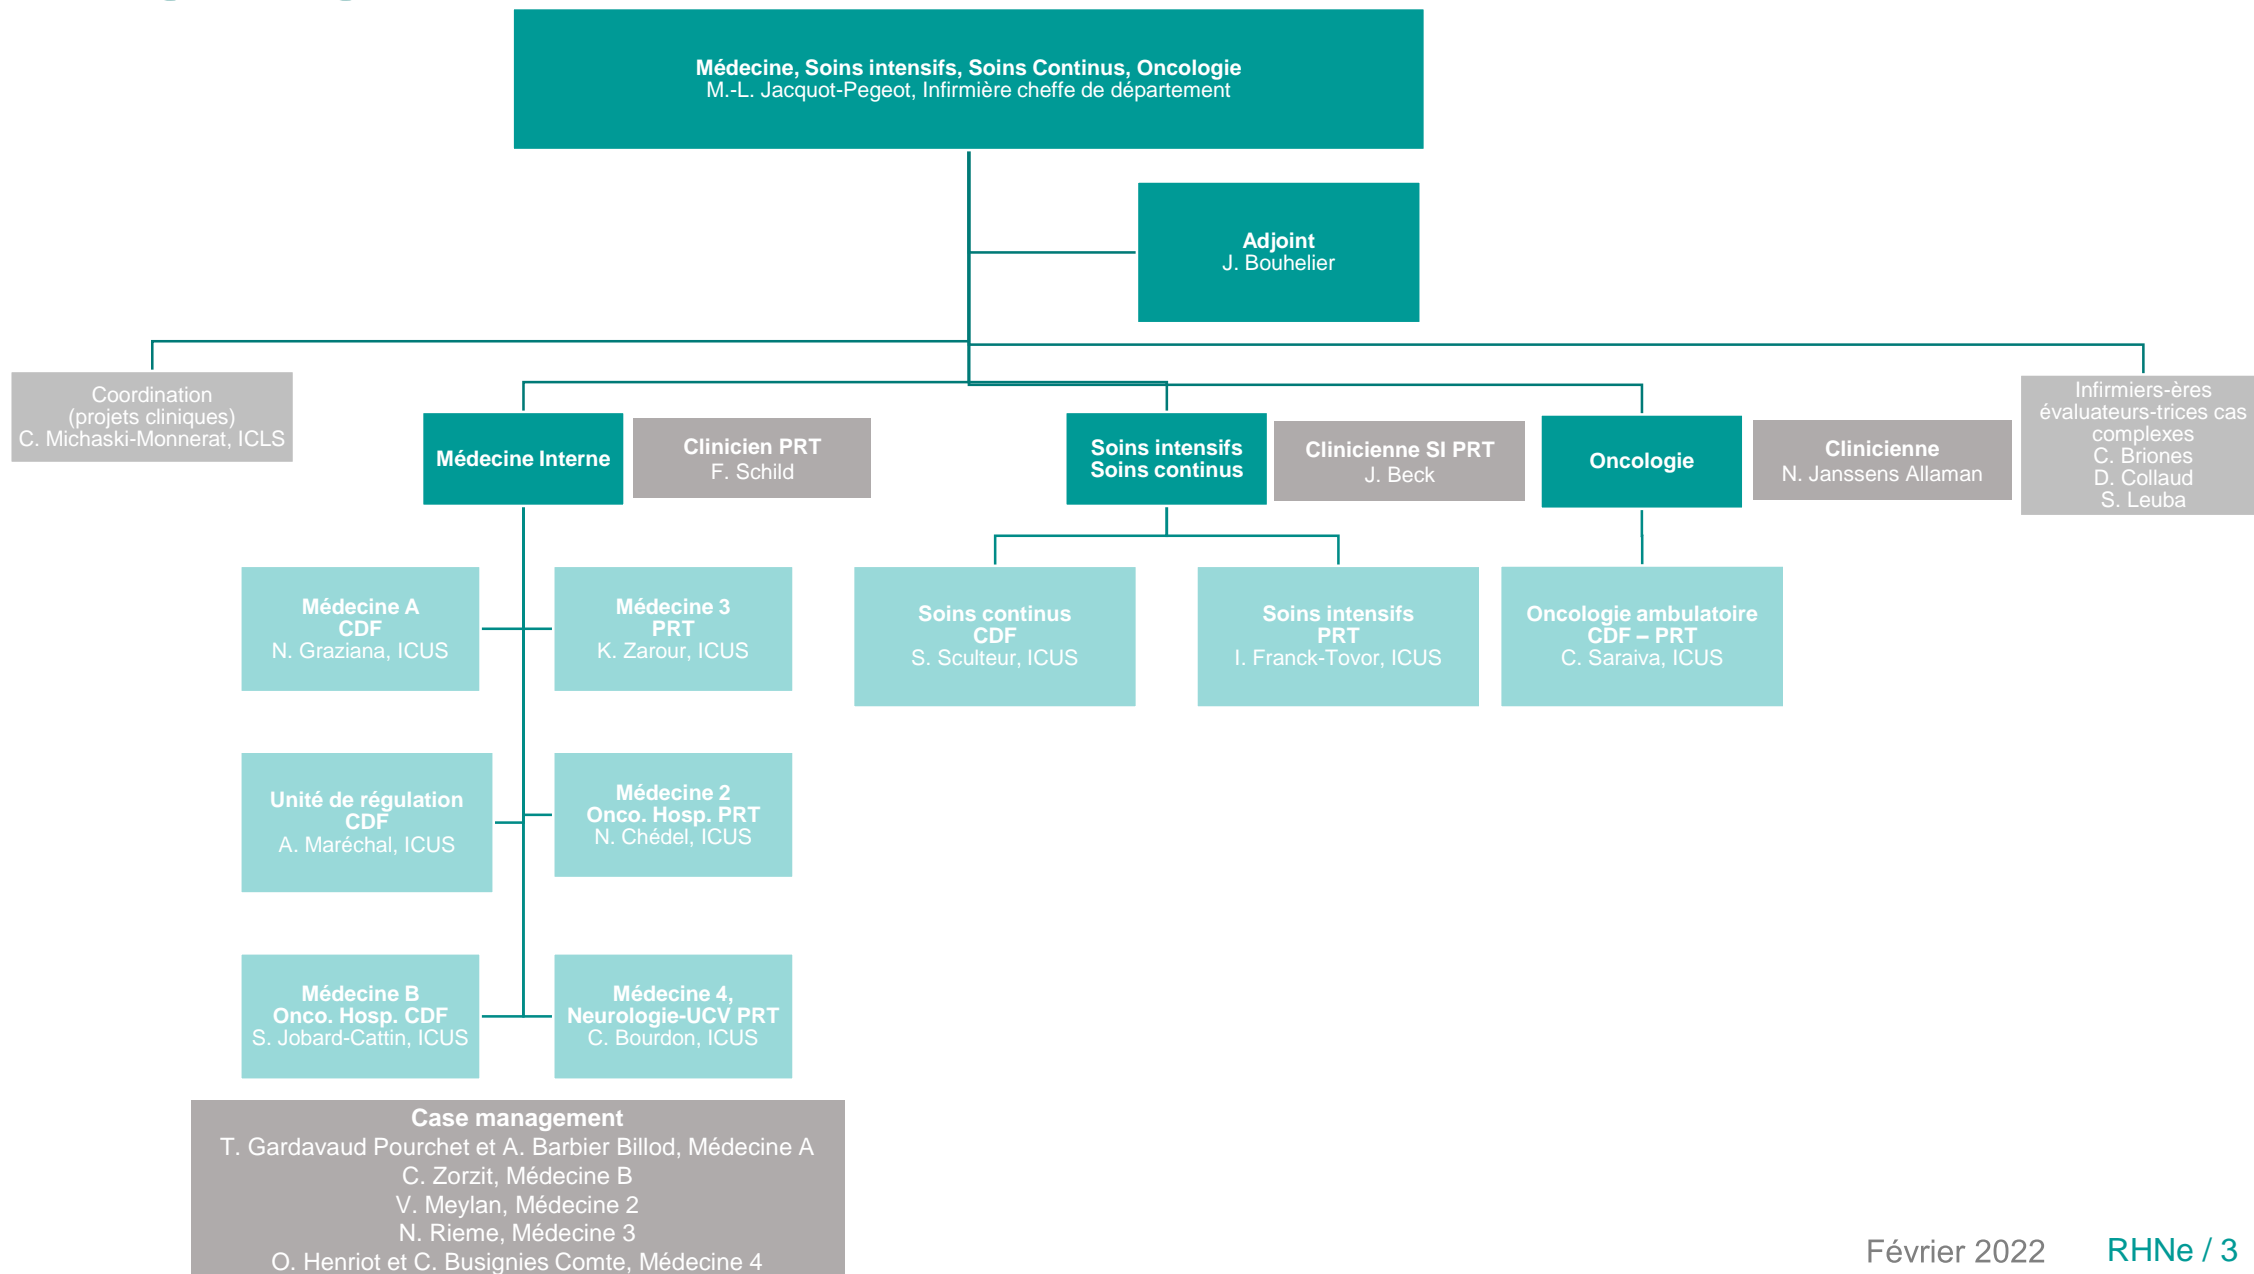 Médecine, Soins intensifs, Soins Continus, Oncologie
M.-L. Jacquot-Pegeot, Infirmière cheffe de département
Adjoint
J. Bouhelier
Coordination
(projets cliniques)
C. Michaski-Monnerat, ICLS
Médecine Interne
Clinicien PRT
F. Schild
Soins intensifs
Soins continus
Clinicienne SI PRT
J. Beck
Oncologie
Clinicienne
N. Janssens Allaman
Infirmiers-ères
évaluateurs-trices cas
complexes
C. Briones
D. Collaud
S. Leuba
Médecine A
CDF
N. Graziana, ICUS
Médecine 3
PRT
K. Zarour, ICUS
Soins continus
CDF
S. Sculteur, ICUS
Soins intensifs
PRT
I. Franck-Tovor, ICUS
Oncologie ambulatoire
CDF – PRT
C. Saraiva, ICUS
Unité de régulation
CDF
A. Maréchal, ICUS
Médecine 2
Onco. Hosp. PRT
N. Chédel, ICUS
Médecine B
Onco. Hosp. CDF
S. Jobard-Cattin, ICUS
Médecine 4,
Neurologie-UCV PRT
C. Bourdon, ICUS
Case management
T. Gardavaud Pourchet et A. Barbier Billod, Médecine A
C. Zorzit, Médecine B
V. Meylan, Médecine 2
N. Rieme, Médecine 3
O. Henriot et C. Busignies Comte, Médecine 4
Février 2022
RHNe / 3